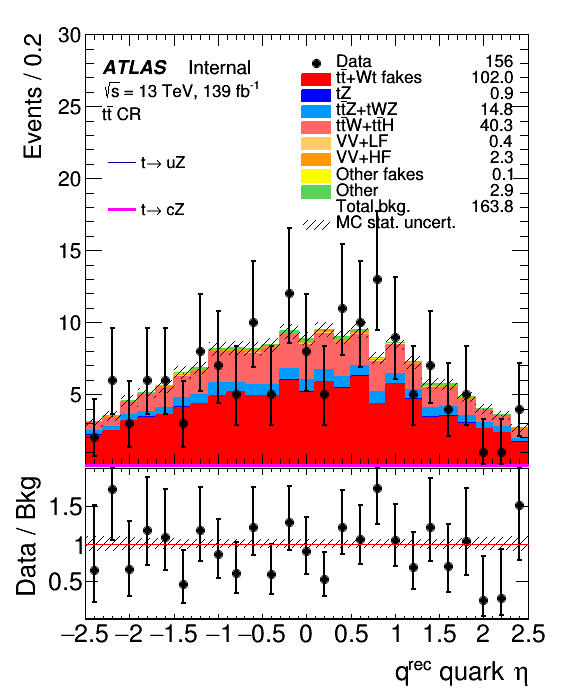 Events / 0.2
30
25
20
15
10
5
ATLAS Internal
√s = 13 TeV, 139 fb⁻¹
tt̄ CR
t→ uZ
t→ cZ
Data 156
tt̄+Wt fakes 102.0
tZ 0.9
tt̄Z+tWZ 14.8
tt̄W+tt̄H 40.3
VV+LF 0.4
VV+HF 2.3
Other fakes 0.1
Other 2.9
Total bkg. 163.8
MC stat. uncert.
Data / Bkg
1.5
1
0.5
−2.5 −2 −1.5 −1 −0.5 0 0.5 1 1.5 2 2.5
q^rec quark η